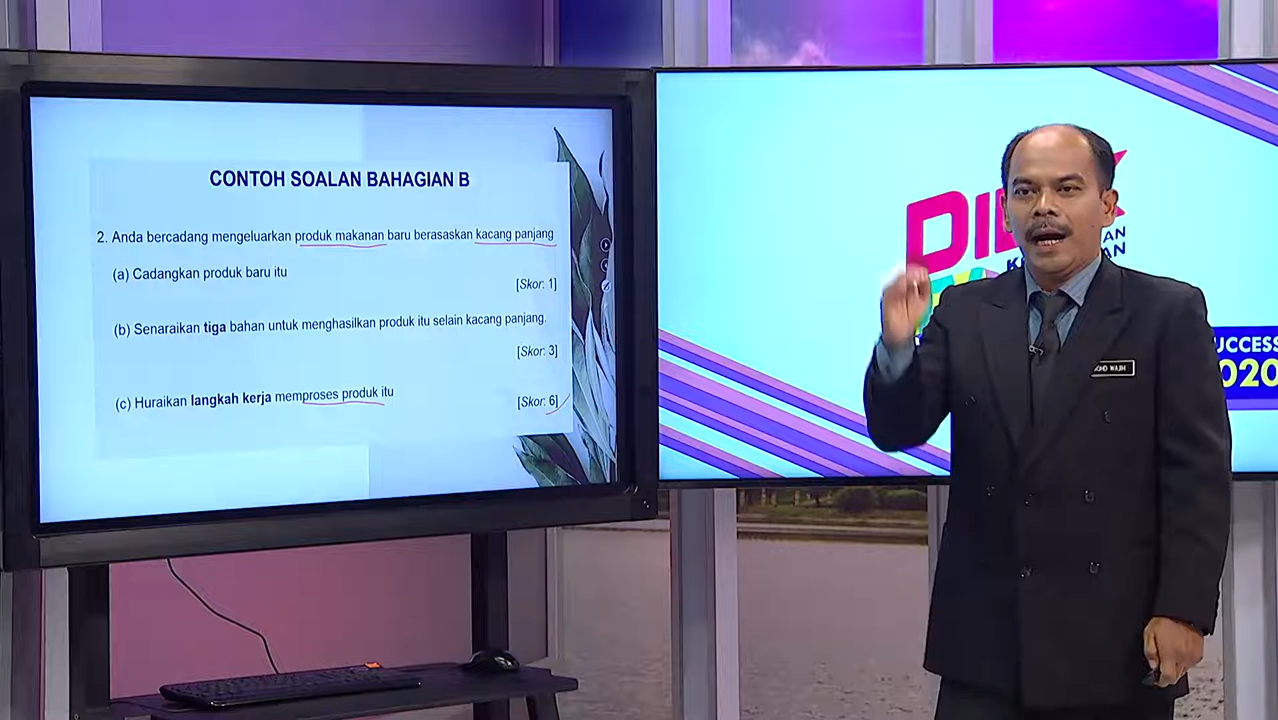 CONTOH SOALAN BAHAGIAN B
2. Anda bercadang mengeluarkan produk makanan baru berasaskan kacang panjang
(a) Cadangkan produk baru itu
[Skor: 1]
(b) Senaraikan tiga bahan untuk menghasilkan produk itu selain kacang panjang.
[Skor: 3]
(c) Huraikan langkah kerja memproses produk itu
[Skor: 6]
WAJIH